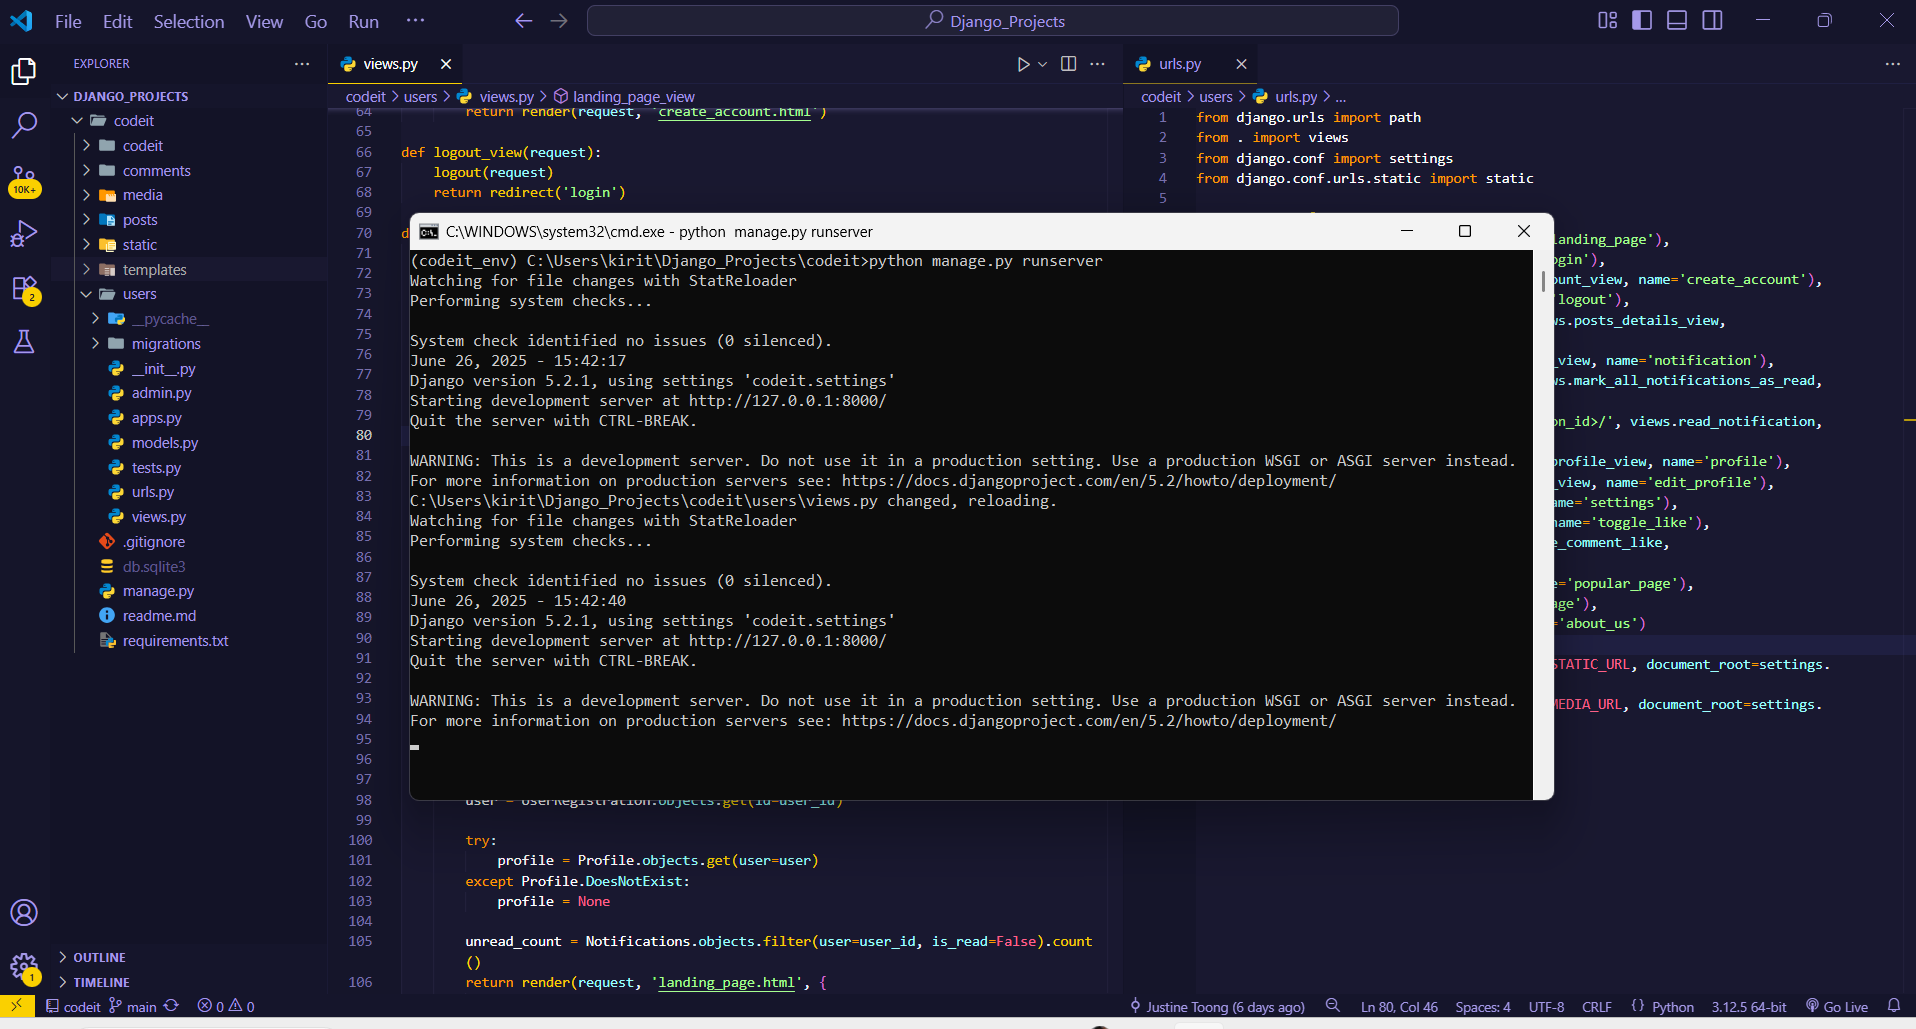 File Edit Selection View Go Run ··· Django_Projects
EXPLORER ···
DJANGO_PROJECTS
codeit
codeit
comments
media
posts
static
templates
users
__pycache__
migrations
__init__.py
admin.py
apps.py
models.py
tests.py
urls.py
views.py
.gitignore
db.sqlite3
manage.py
readme.md
requirements.txt
OUTLINE
TIMELINE
10K+
2
1
views.py
codeit > users > views.py > landing_page_view
64 return render(request, 'create_account.html')
65
66 def logout_view(request):
67 logout(request)
68 return redirect('login')
69
70 d
71
72
73
74
75
76
77
78
79
80
81
82
83
84
85
86
87
88
89
90
91
92
93
94
95
96
97
98 user = UserRegistration.objects.get(id=user_id)
99
100 try:
101 profile = Profile.objects.get(user=user)
102 except Profile.DoesNotExist:
103 profile = None
104
105 unread_count = Notifications.objects.filter(user=user_id, is_read=False).count
()
106 return render(request, 'landing_page.html', {
C:\WINDOWS\system32\cmd.exe - python  manage.py runserver
(codeit_env) C:\Users\kirit\Django_Projects\codeit>python manage.py runserver
Watching for file changes with StatReloader
Performing system checks...
System check identified no issues (0 silenced).
June 26, 2025 - 15:42:17
Django version 5.2.1, using settings 'codeit.settings'
Starting development server at http://127.0.0.1:8000/
Quit the server with CTRL-BREAK.
WARNING: This is a development server. Do not use it in a production setting. Use a production WSGI or ASGI server instead.
For more information on production servers see: https://docs.djangoproject.com/en/5.2/howto/deployment/
C:\Users\kirit\Django_Projects\codeit\users\views.py changed, reloading.
Watching for file changes with StatReloader
Performing system checks...
System check identified no issues (0 silenced).
June 26, 2025 - 15:42:40
Django version 5.2.1, using settings 'codeit.settings'
Starting development server at http://127.0.0.1:8000/
Quit the server with CTRL-BREAK.
WARNING: This is a development server. Do not use it in a production setting. Use a production WSGI or ASGI server instead.
For more information on production servers see: https://docs.djangoproject.com/en/5.2/howto/deployment/
urls.py
codeit > users > urls.py > ...
1 from django.urls import path
2 from . import views
3 from django.conf import settings
4 from django.conf.urls.static import static
5
landing_page'),
ogin'),
ount_view, name='create_account'),
'logout'),
ws.posts_details_view,
_view, name='notification'),
ws.mark_all_notifications_as_read,
on_id>/', views.read_notification,
profile_view, name='profile'),
_view, name='edit_profile'),
ame='settings'),
name='toggle_like'),
e_comment_like,
e='popular_page'),
age'),
='about_us')
STATIC_URL, document_root=settings.
MEDIA_URL, document_root=settings.
codeit main 0 0 Justine Toong (6 days ago) Ln 80, Col 46 Spaces: 4 UTF-8 CRLF {} Python 3.12.5 64-bit Go Live